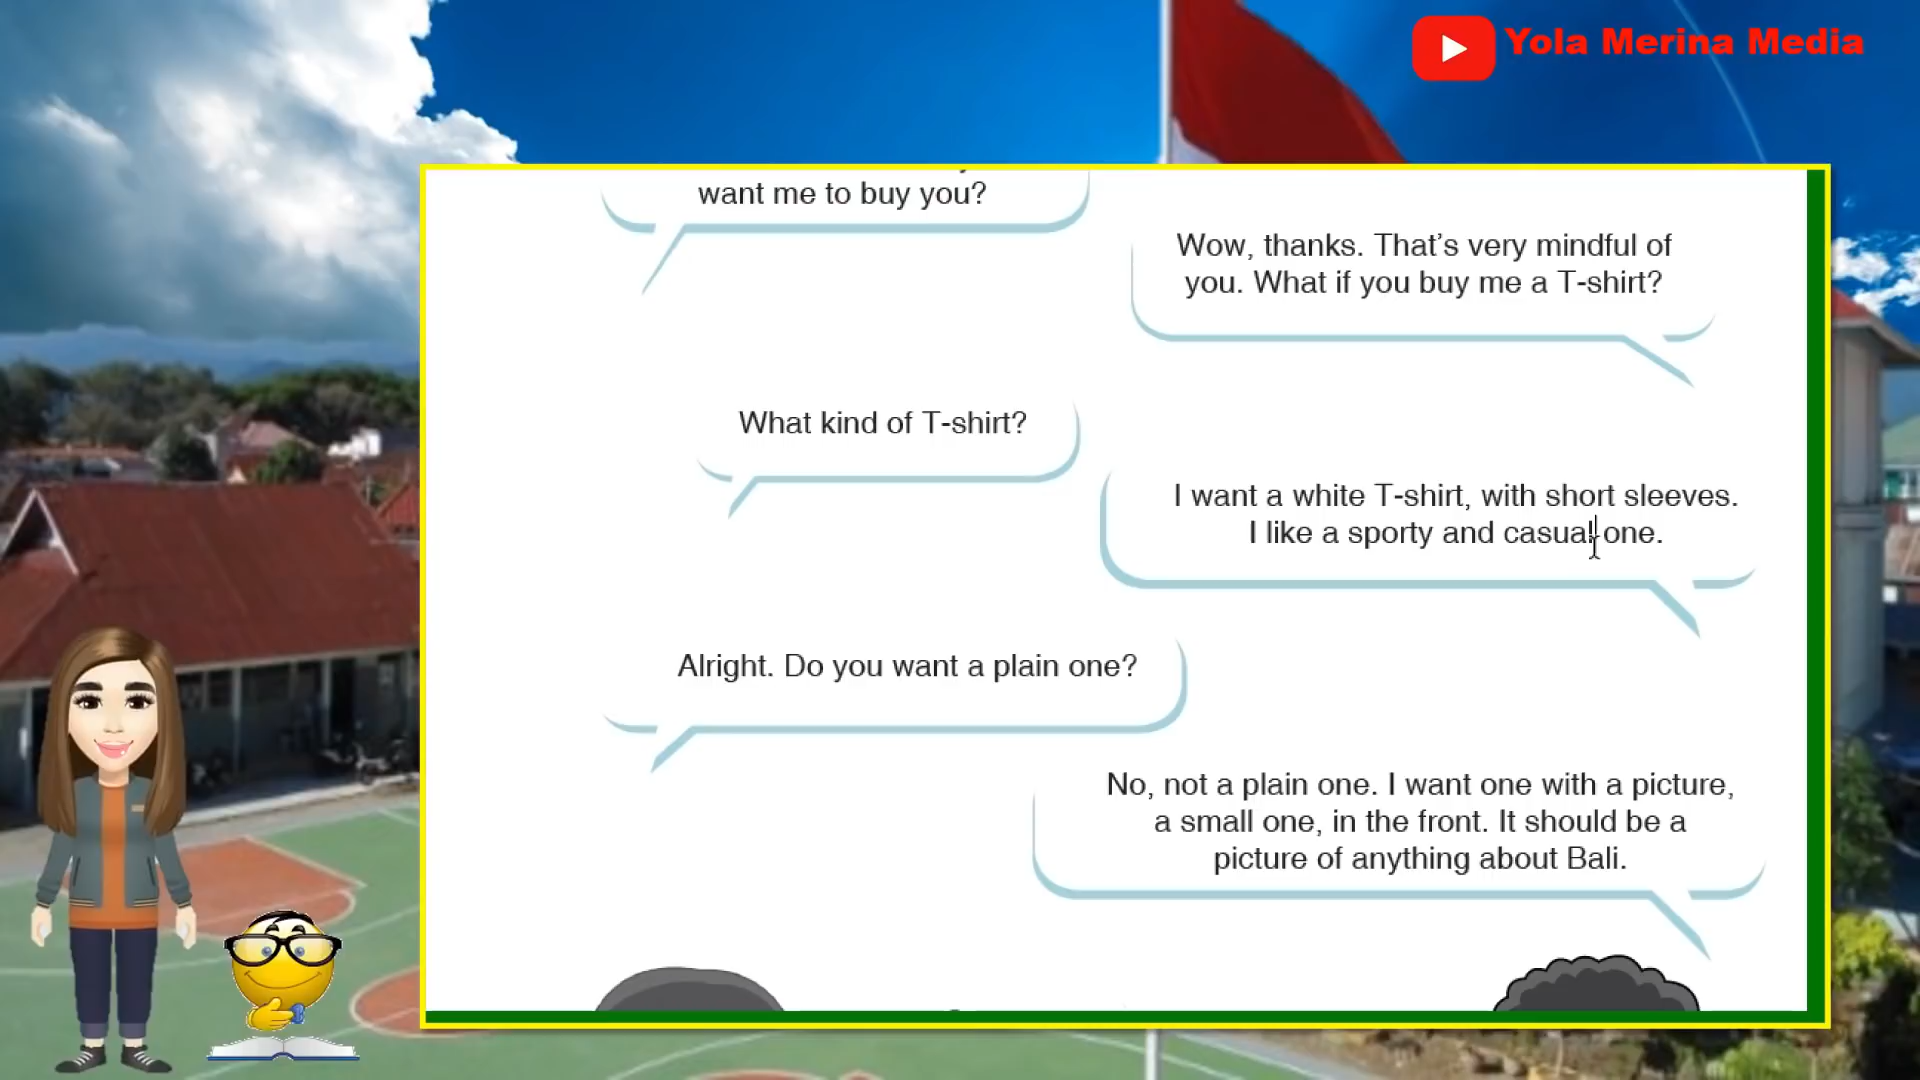 Yola Merina Media
want me to buy you?
Wow, thanks. That's very mindful of
you. What if you buy me a T-shirt?
What kind of T-shirt?
I want a white T-shirt, with short sleeves.
I like a sporty and casual one.
Alright. Do you want a plain one?
No, not a plain one. I want one with a picture,
a small one, in the front. It should be a
picture of anything about Bali.